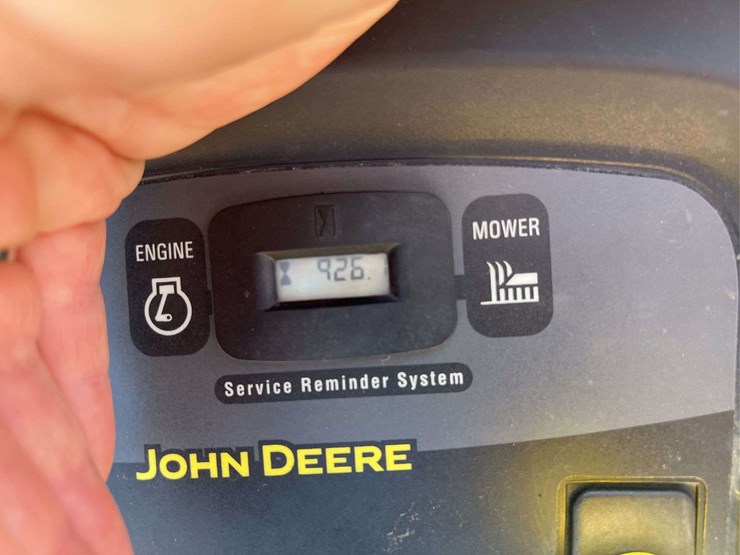 ENGINE
926.
MOWER
Service Reminder System
JOHN DEERE